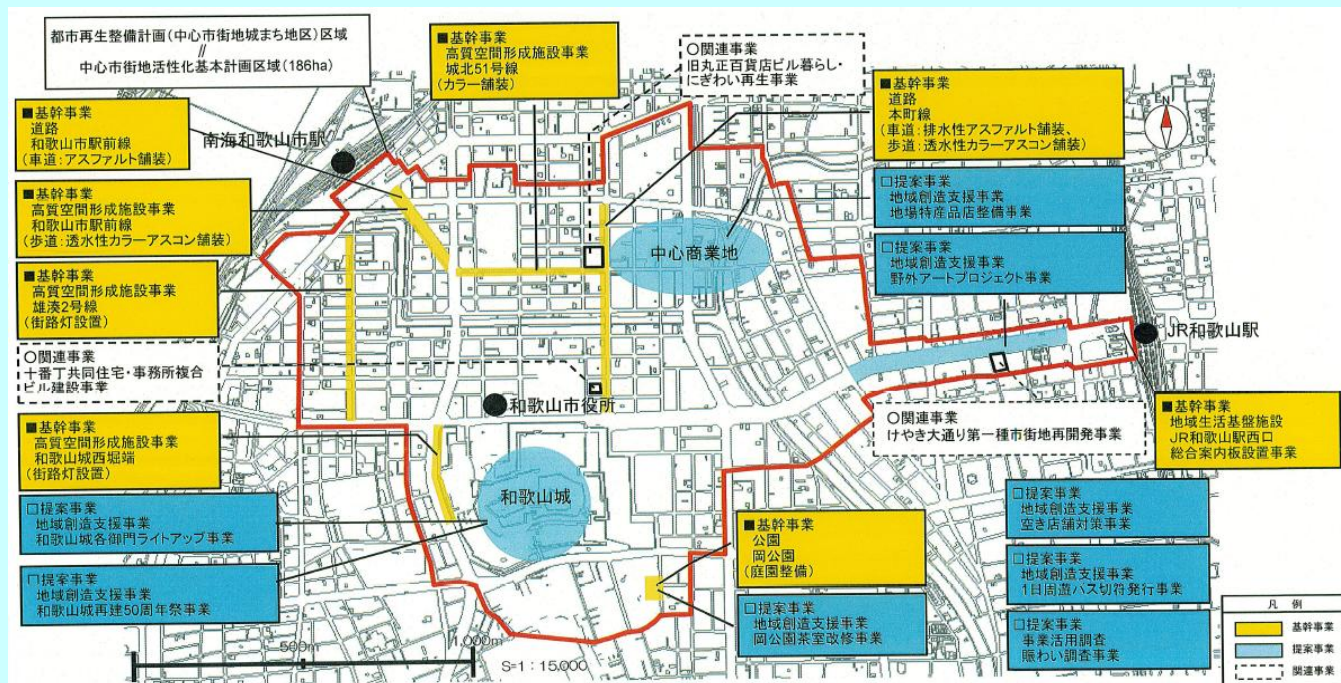 都市再生整備計画(中心市街地城まち地区)区域
//
中心市街地活性化基本計画区域(186ha)
■基幹事業
高質空間形成施設事業
城北51号線
(カラー舗装)
○関連事業
旧丸正百貨店ビル暮らし・
にぎわい再生事業
■基幹事業
道路
本町線
(車道:排水性アスファルト舗装、
歩道:透水性カラーアスコン舗装)
N
■基幹事業
道路
和歌山市駅前線
(車道:アスファルト舗装)
南海和歌山市駅
□提案事業
地域創造支援事業
地場特産品店整備事業
■基幹事業
高質空間形成施設事業
和歌山市駅前線
(歩道:透水性カラーアスコン舗装)
中心商業地
□提案事業
地域創造支援事業
野外アートプロジェクト事業
■基幹事業
高質空間形成施設事業
雄湊2号線
(街路灯設置)
JR和歌山駅
○関連事業
十番丁共同住宅・事務所複合
ビル建設事業
和歌山市役所
○関連事業
けやき大通り第一種市街地再開発事業
■基幹事業
地域生活基盤施設
JR和歌山駅西口
総合案内板設置事業
■基幹事業
高質空間形成施設事業
和歌山城西堀端
(街路灯設置)
和歌山城
□提案事業
地域創造支援事業
和歌山城各御門ライトアップ事業
□提案事業
地域創造支援事業
空き店舗対策事業
■基幹事業
公園
岡公園
(庭園整備)
□提案事業
地域創造支援事業
和歌山城再建50周年祭事業
□提案事業
地域創造支援事業
1日周遊バス切符発行事業
□提案事業
地域創造支援事業
岡公園茶室改修事業
□提案事業
事業活用調査
賑わい調査事業
凡 例
基幹事業
提案事業
関連事業
500m
1,000m
S=1:15,000